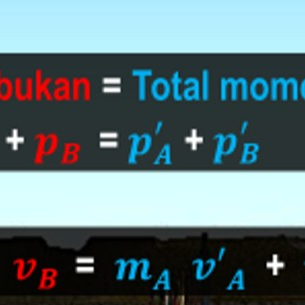 bukan = Total mom
+ p_B = p'_A + p'_B
v_B = m_A v'_A +